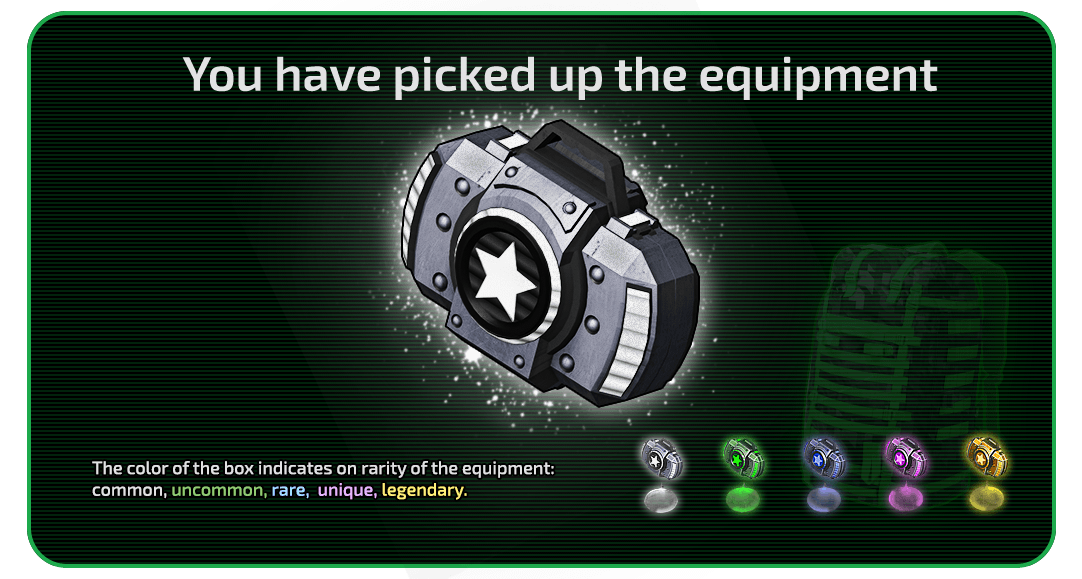 You have picked up the equipment
The color of the box indicates on rarity of the equipment:
common, uncommon, rare, unique, legendary.